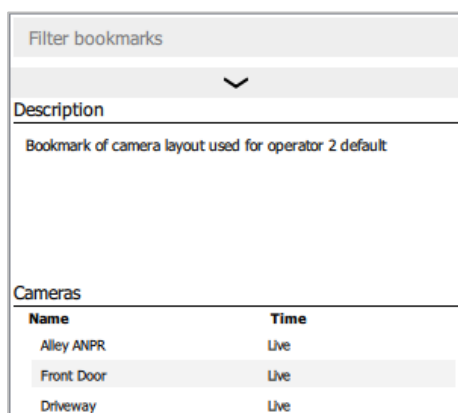 Filter bookmarks
Description
Bookmark of camera layout used for operator 2 default
Cameras
Name Time
Alley ANPR Live
Front Door Live
Driveway Live